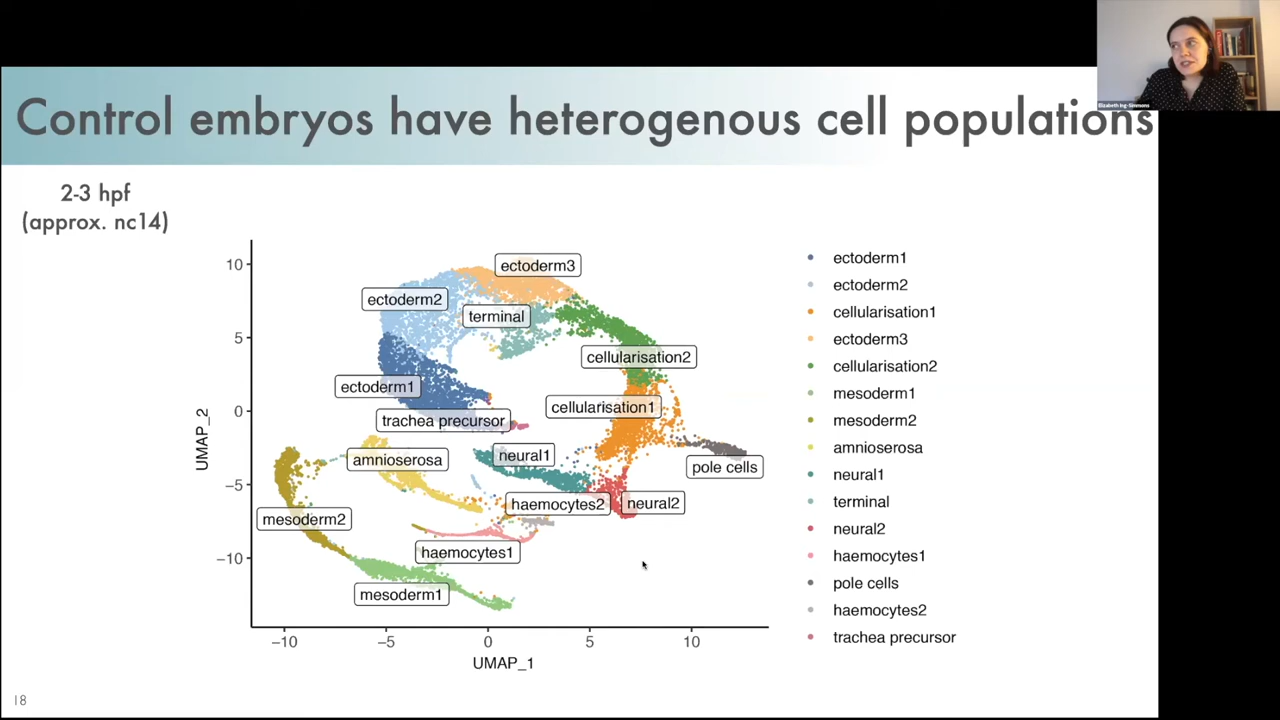 Elizabeth Ing-Simmons
Control embryos have heterogenous cell populations
2-3 hpf
(approx. nc14)
UMAP_2
10
5
0
−5
−10
ectoderm3
ectoderm2
terminal
cellularisation2
ectoderm1
cellularisation1
trachea precursor
neural1
amnioserosa
pole cells
haemocytes2
neural2
mesoderm2
haemocytes1
mesoderm1
−10
−5
0
5
10
UMAP_1
ectoderm1
ectoderm2
cellularisation1
ectoderm3
cellularisation2
mesoderm1
mesoderm2
amnioserosa
neural1
terminal
neural2
haemocytes1
pole cells
haemocytes2
trachea precursor
18